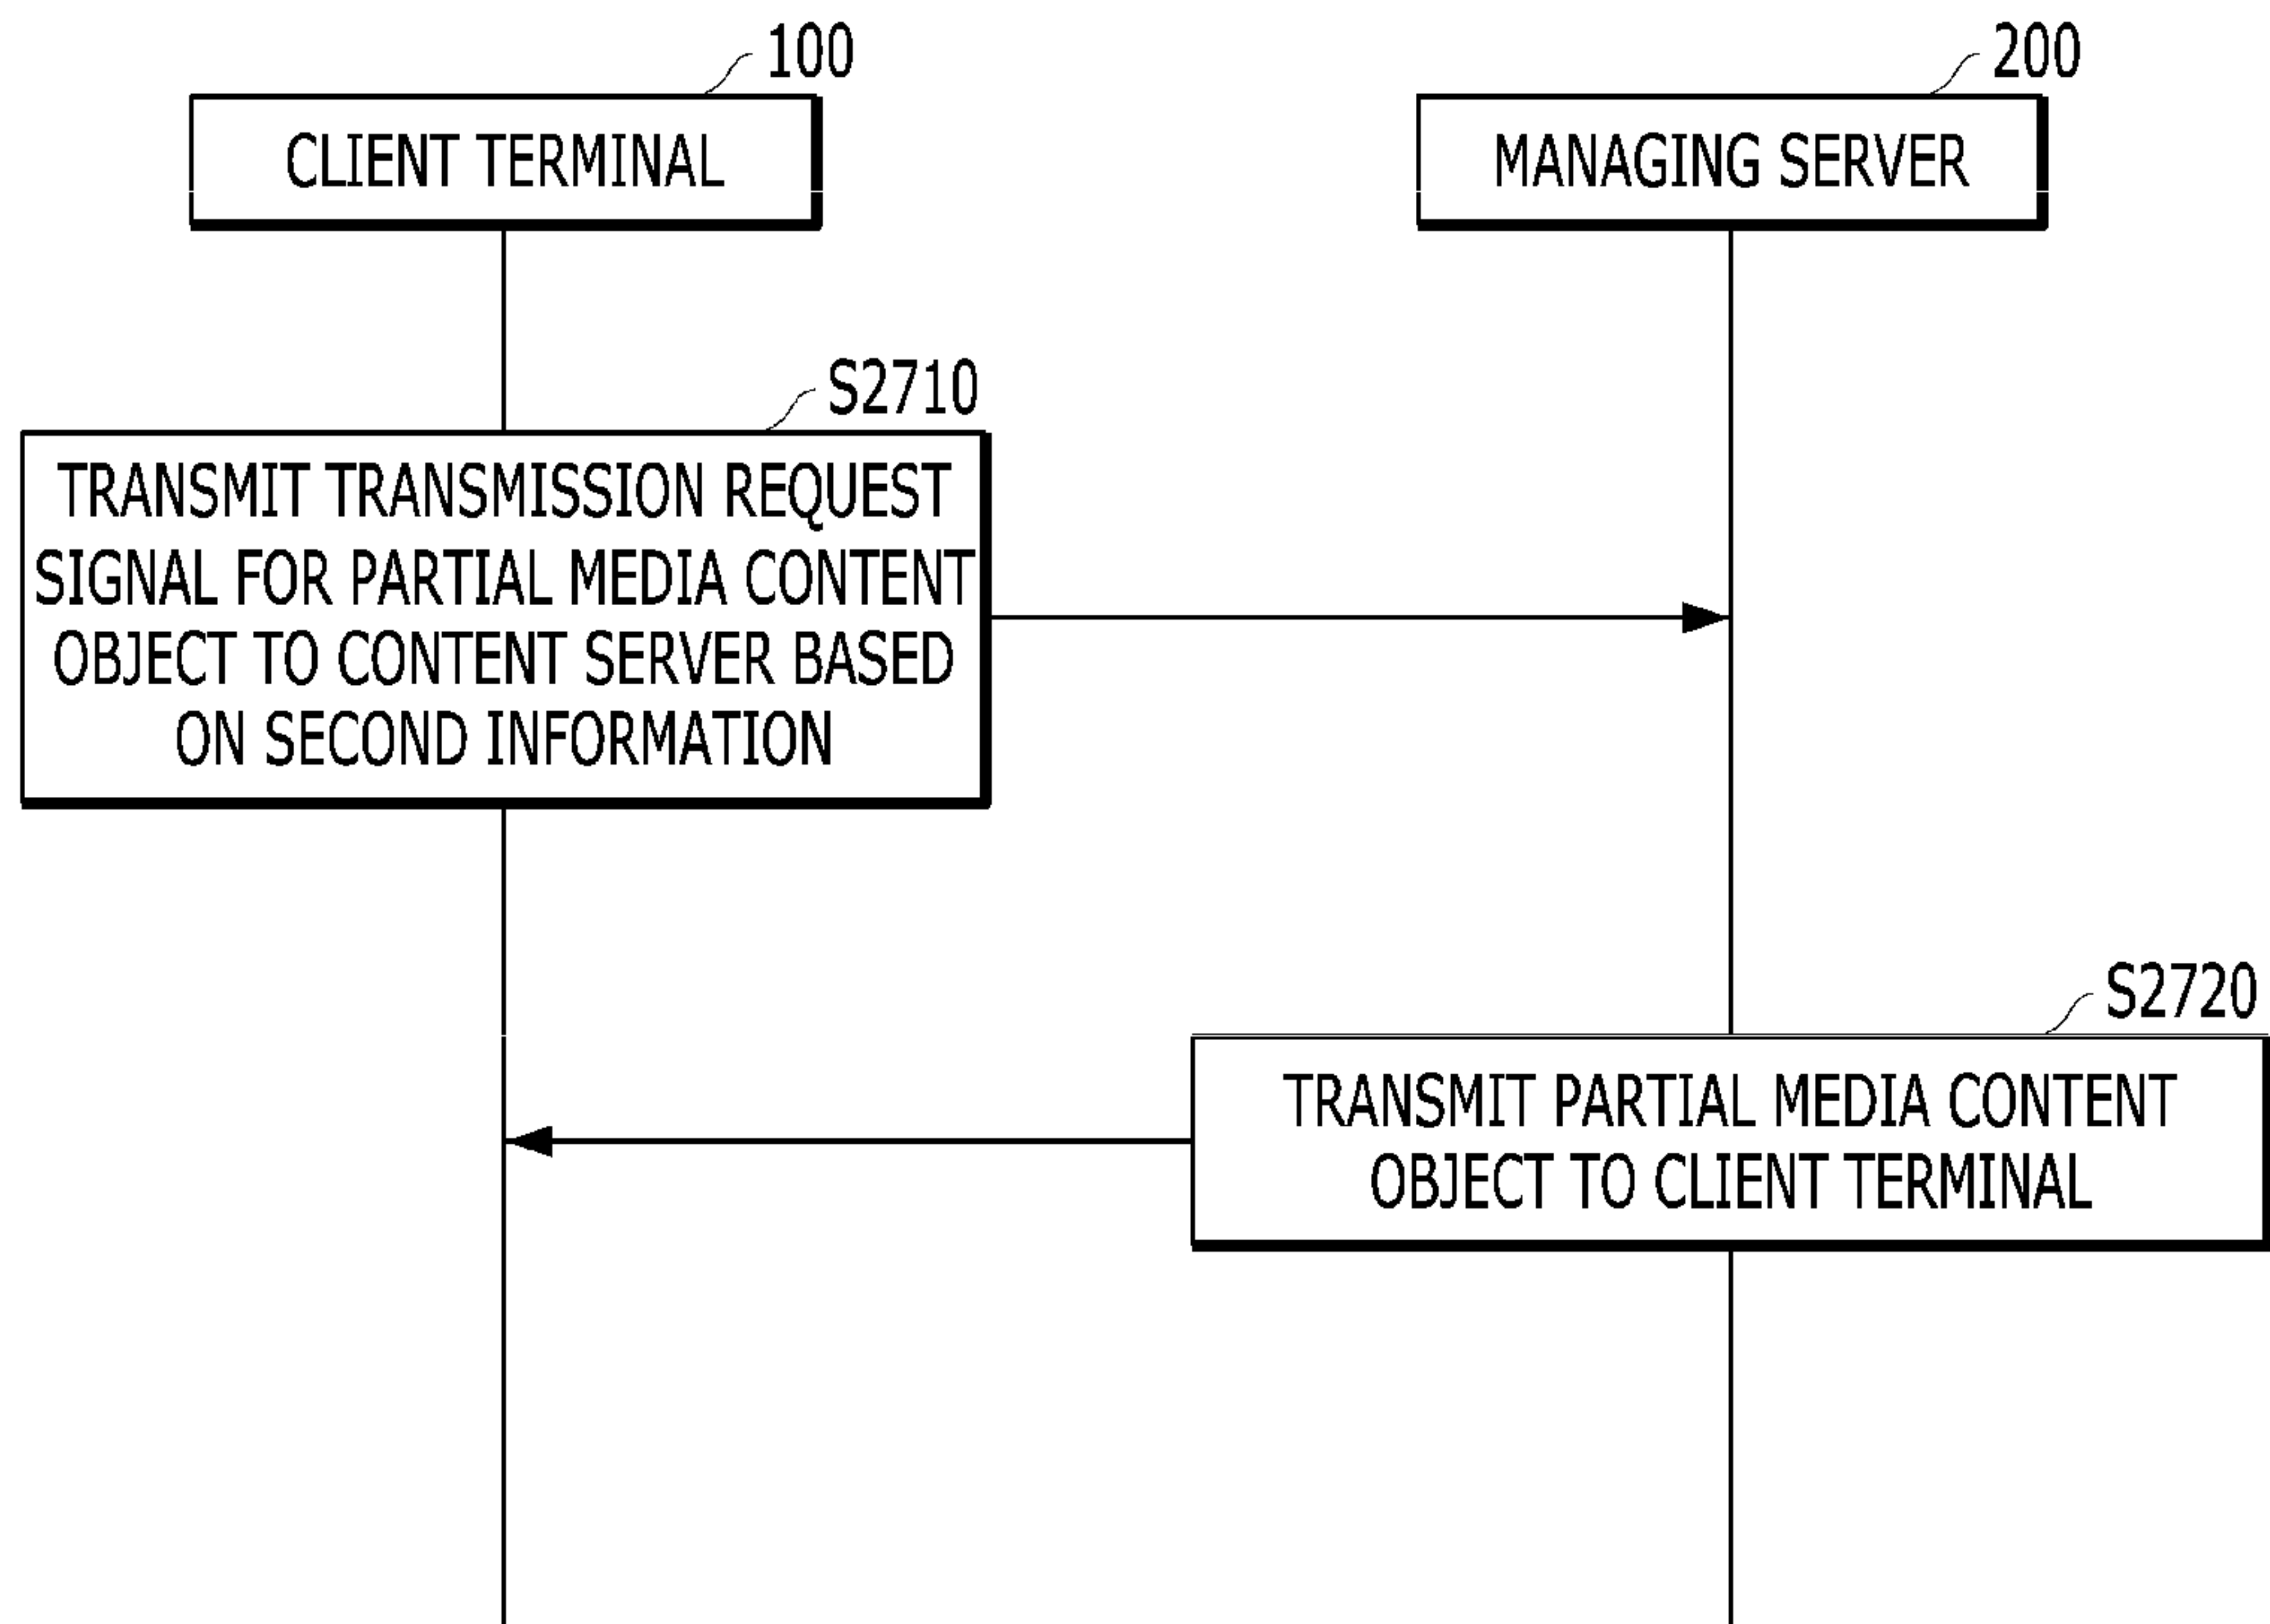 100
CLIENT TERMINAL
200
MANAGING SERVER
S2710
TRANSMIT TRANSMISSION REQUEST
SIGNAL FOR PARTIAL MEDIA CONTENT
OBJECT TO CONTENT SERVER BASED
ON SECOND INFORMATION
S2720
TRANSMIT PARTIAL MEDIA CONTENT
OBJECT TO CLIENT TERMINAL